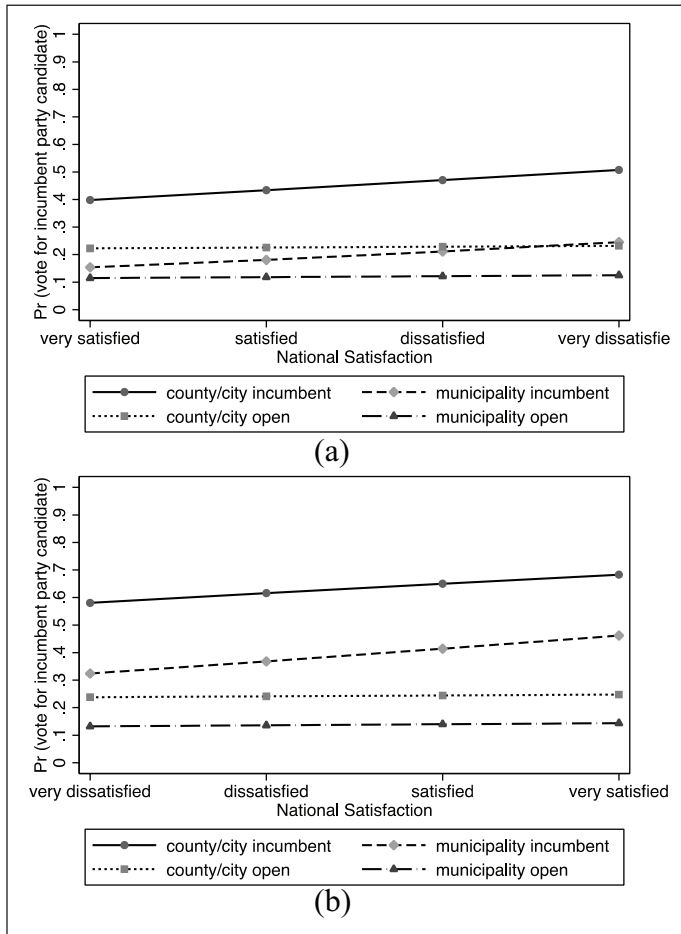 Pr (vote for incumbent party candidate)
1
.9
.8
.7
.6
.5
.4
.3
.2
.1
0
very satisfied satisfied dissatisfied very dissatisfie
National Satisfaction
county/city incumbent municipality incumbent
county/city open municipality open
(a)
Pr (vote for incumbent party candidate)
1
.9
.8
.7
.6
.5
.4
.3
.2
.1
0
very dissatisfied dissatisfied satisfied very satisfied
National Satisfaction
county/city incumbent municipality incumbent
county/city open municipality open
(b)